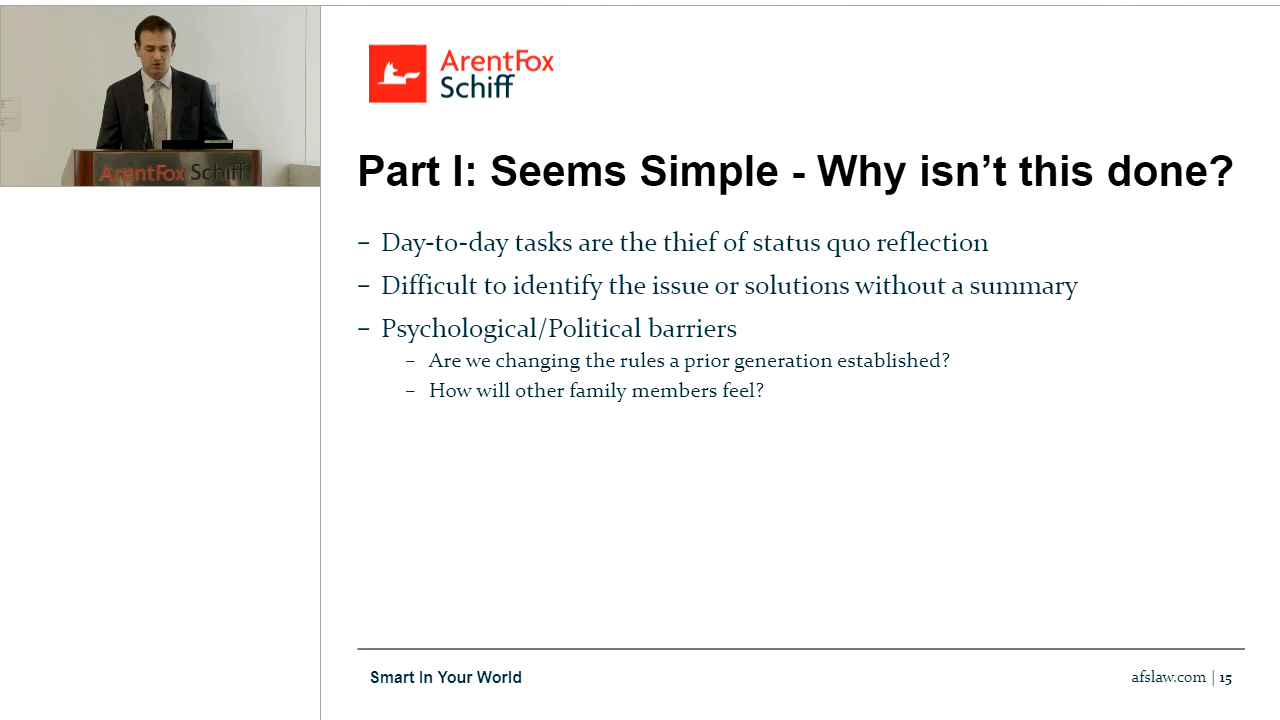 ArentFox Schiff
ArentFox
Schiff
Part I: Seems Simple - Why isn’t this done?
– Day-to-day tasks are the thief of status quo reflection
– Difficult to identify the issue or solutions without a summary
– Psychological/Political barriers
– Are we changing the rules a prior generation established?
– How will other family members feel?
Smart In Your World
afslaw.com | 15